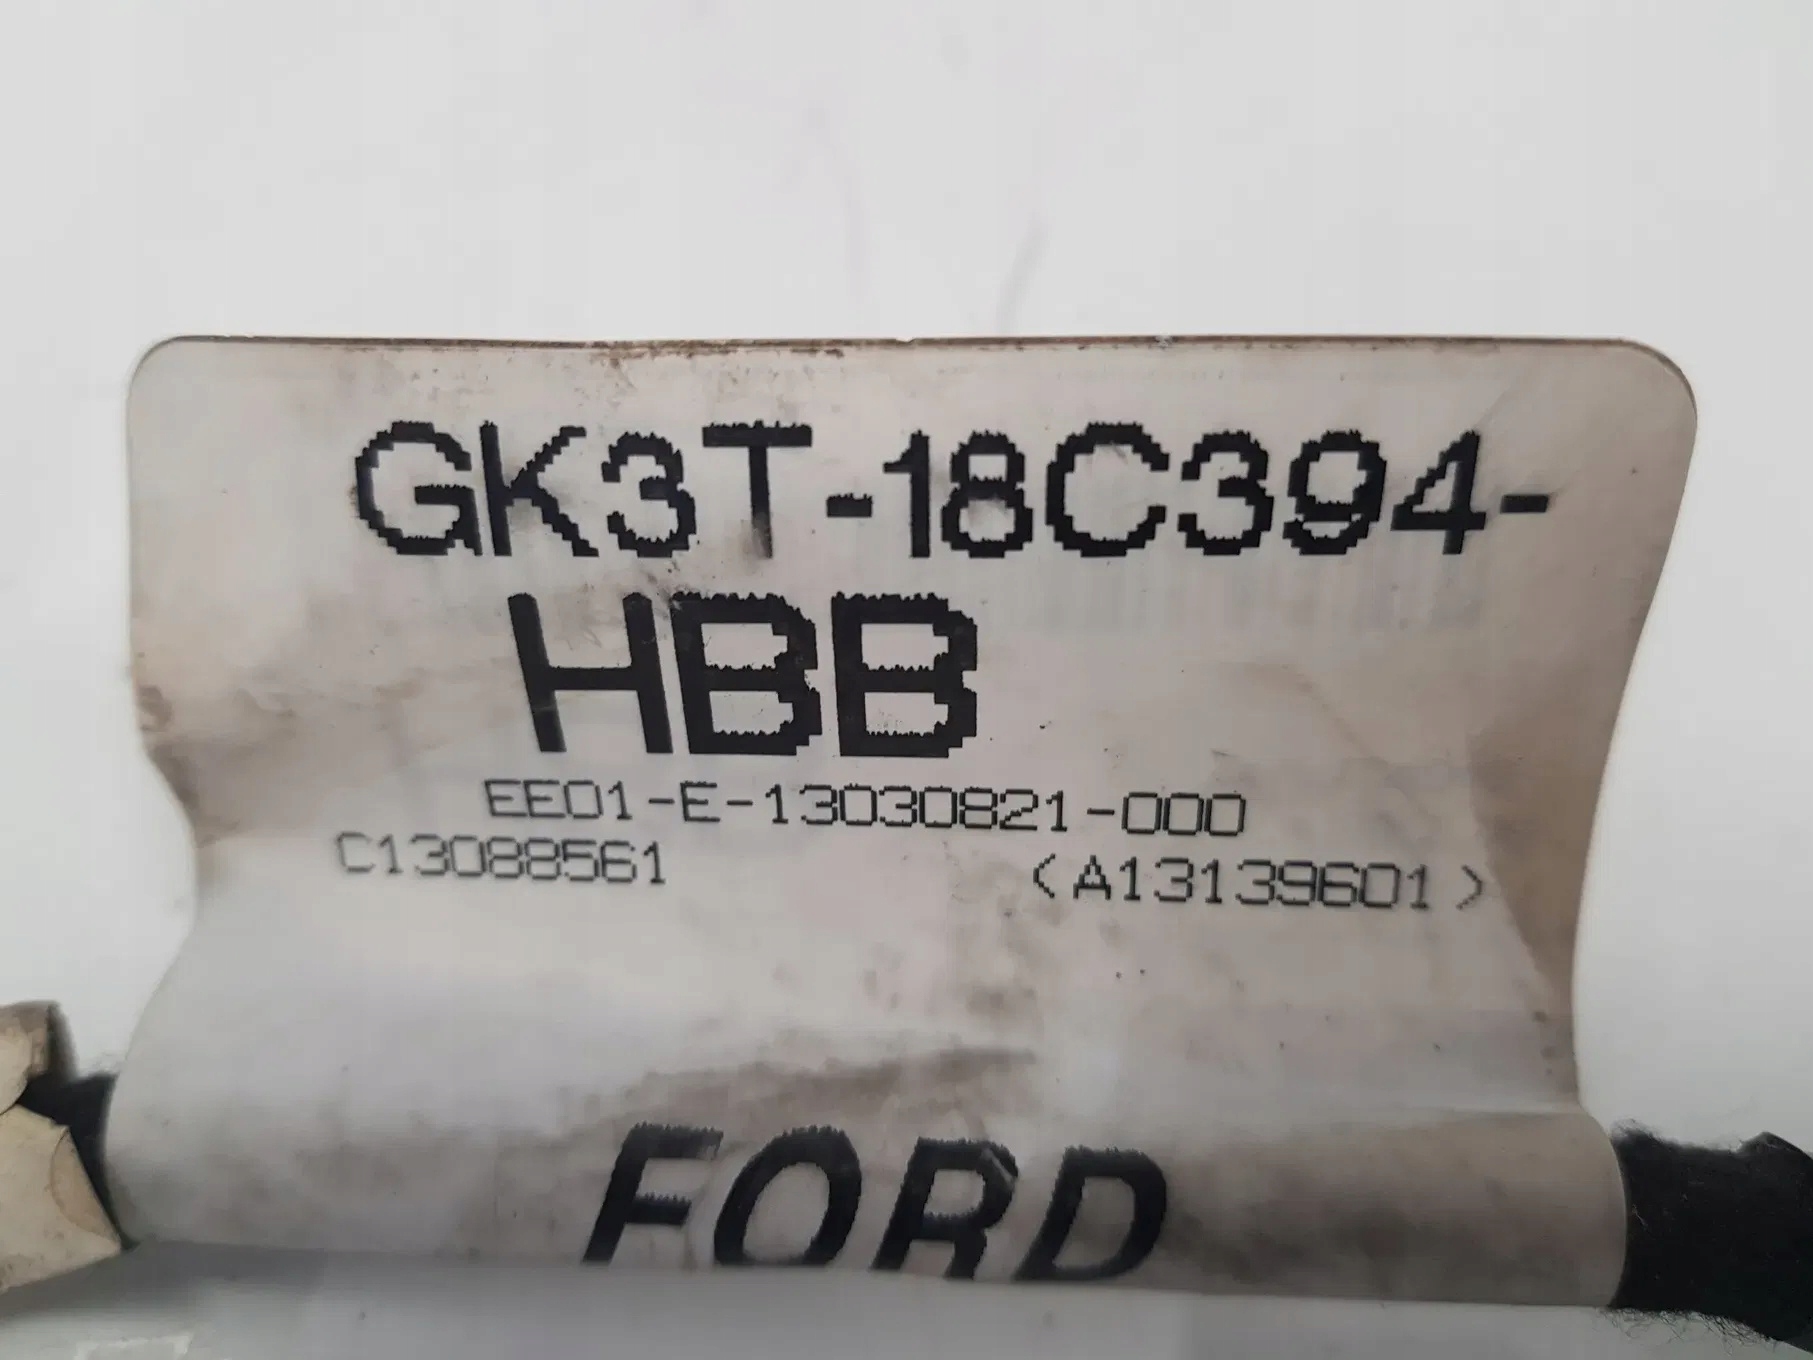 GK3T-18C394-
HBB
EE01-E-13030821-000
C13088561 <A13139601>
FORD